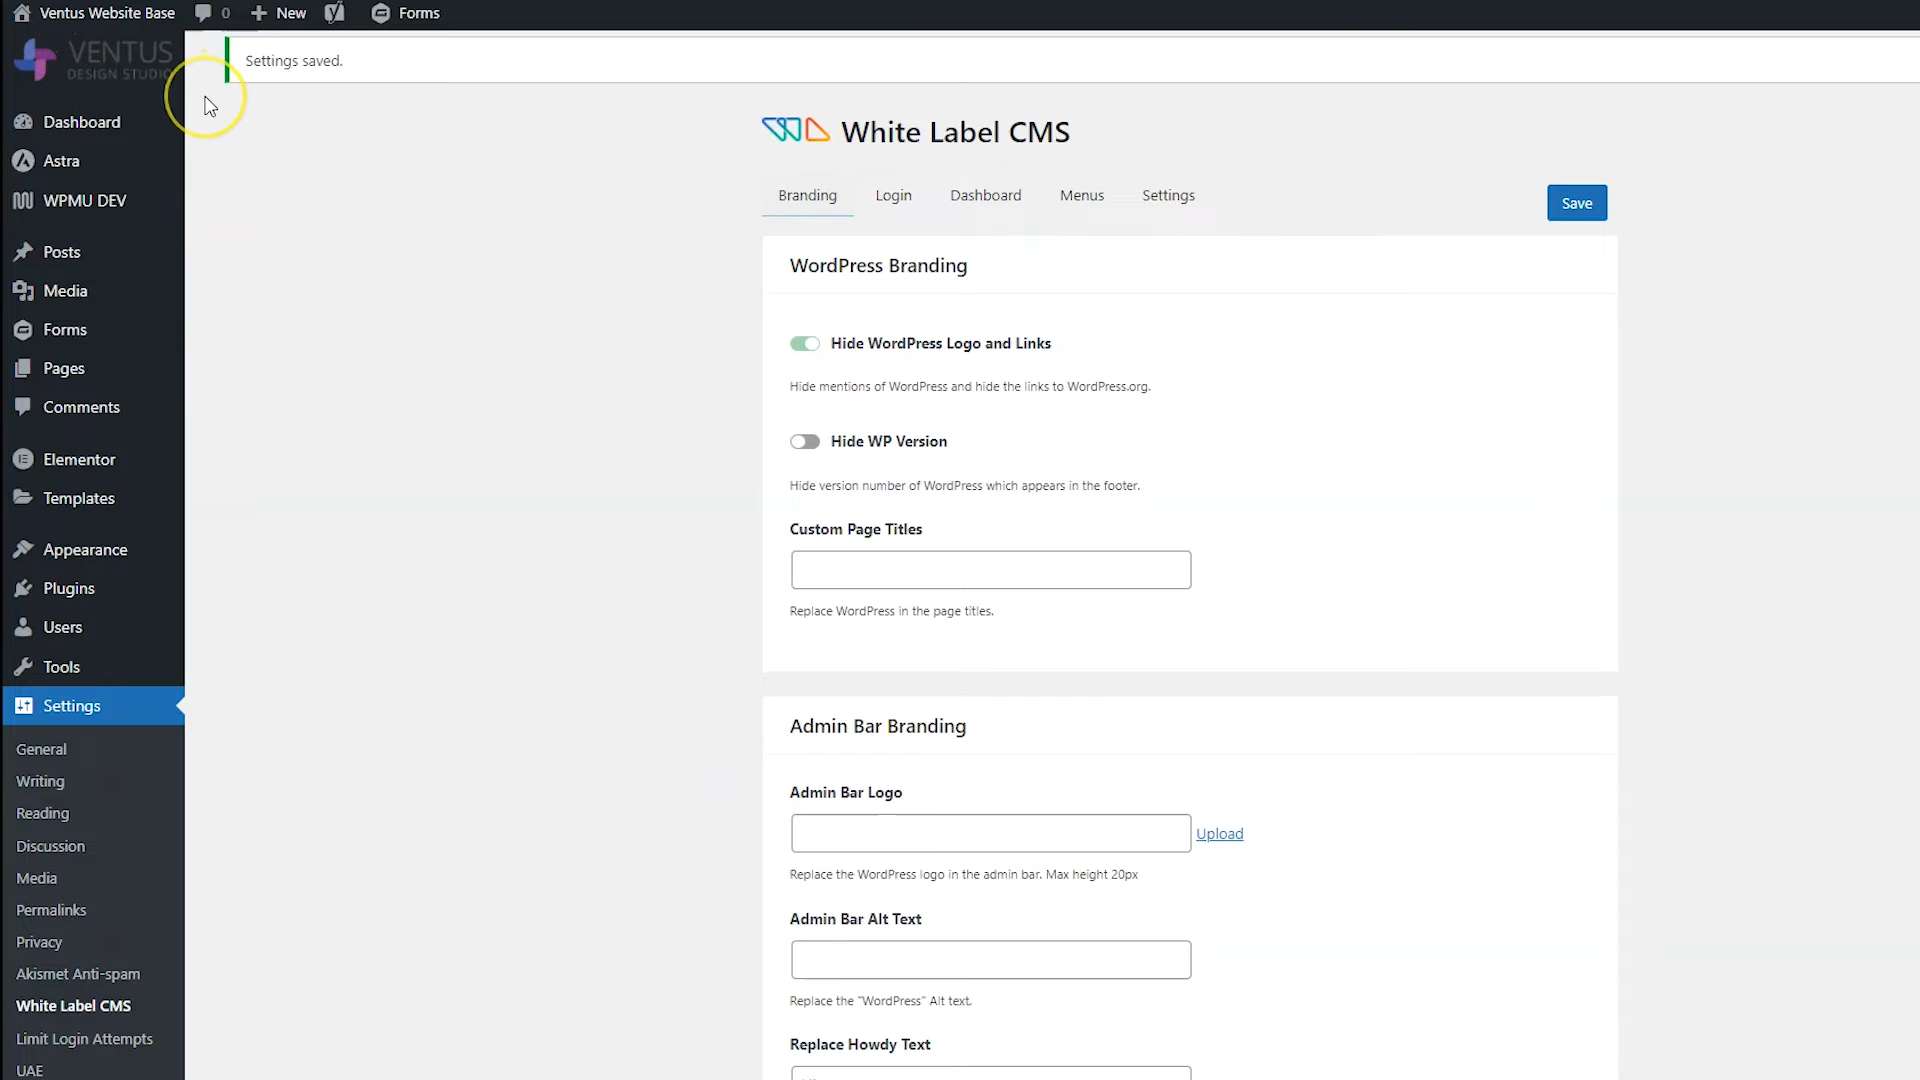 Ventus Website Base 0 New Forms
VENTUS
DESIGN STUDIO
Settings saved.
Dashboard
Astra
WPMU DEV
Posts
Media
Forms
Pages
Comments
Elementor
Templates
Appearance
Plugins
Users
Tools
Settings
General
Writing
Reading
Discussion
Media
Permalinks
Privacy
Akismet Anti-spam
White Label CMS
Limit Login Attempts
UAE
White Label CMS
Branding Login Dashboard Menus Settings
Save
WordPress Branding
Hide WordPress Logo and Links
Hide mentions of WordPress and hide the links to WordPress.org.
Hide WP Version
Hide version number of WordPress which appears in the footer.
Custom Page Titles
Replace WordPress in the page titles.
Admin Bar Branding
Admin Bar Logo
Upload
Replace the WordPress logo in the admin bar. Max height 20px
Admin Bar Alt Text
Replace the "WordPress" Alt text.
Replace Howdy Text